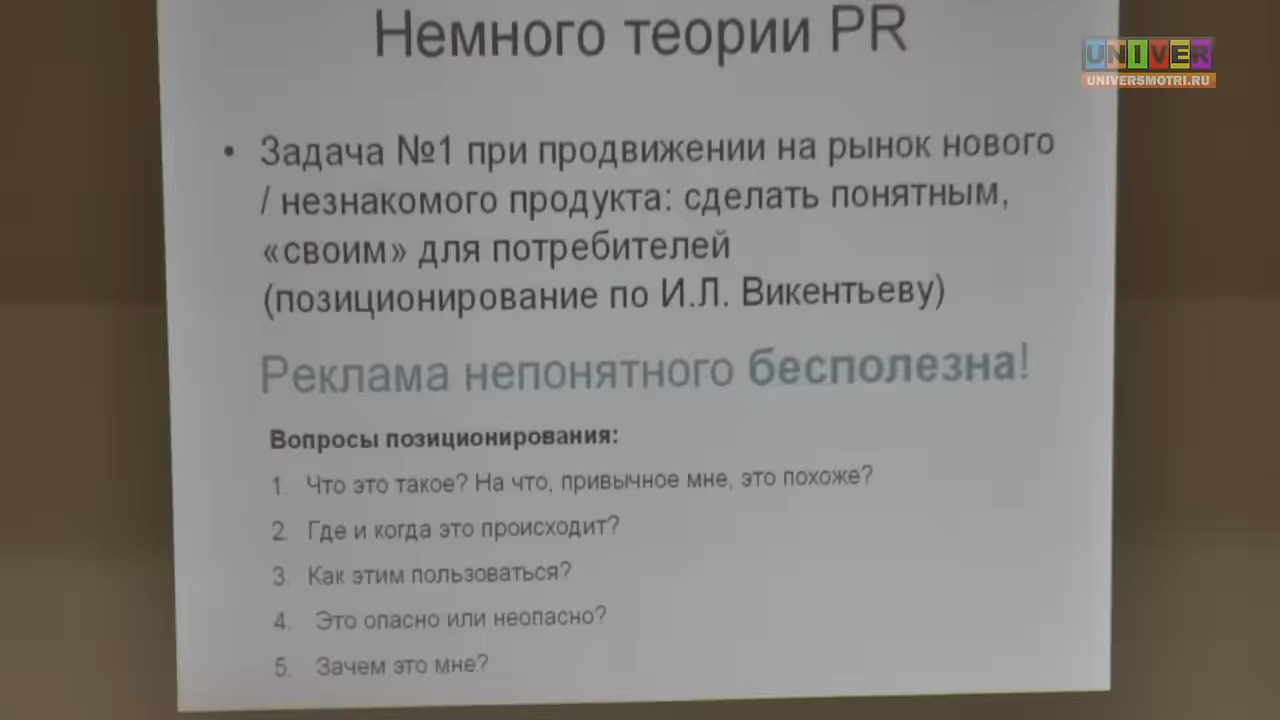 Немного теории PR
UNIVER
UNIVERSMOTRI.RU
• Задача №1 при продвижении на рынок нового
/ незнакомого продукта: сделать понятным,
«своим» для потребителей
(позиционирование по И.Л. Викентьеву)
Реклама непонятного бесполезна!
Вопросы позиционирования:
1. Что это такое? На что, привычное мне, это похоже?
2. Где и когда это происходит?
3. Как этим пользоваться?
4. Это опасно или неопасно?
5. Зачем это мне?